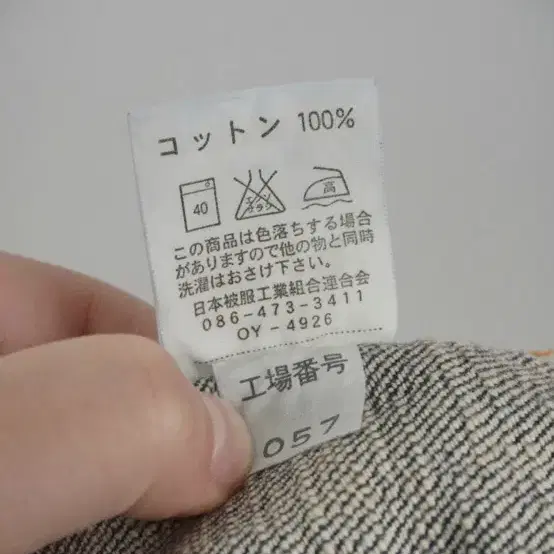 コットン 100%
40 エンソ サラシ 高
この商品は色落ちする場合
がありますので他の物と同時
洗濯はおさけ下さい。
日本被服工業組合連合会
086-473-3411
OY-4926
工場番号
057